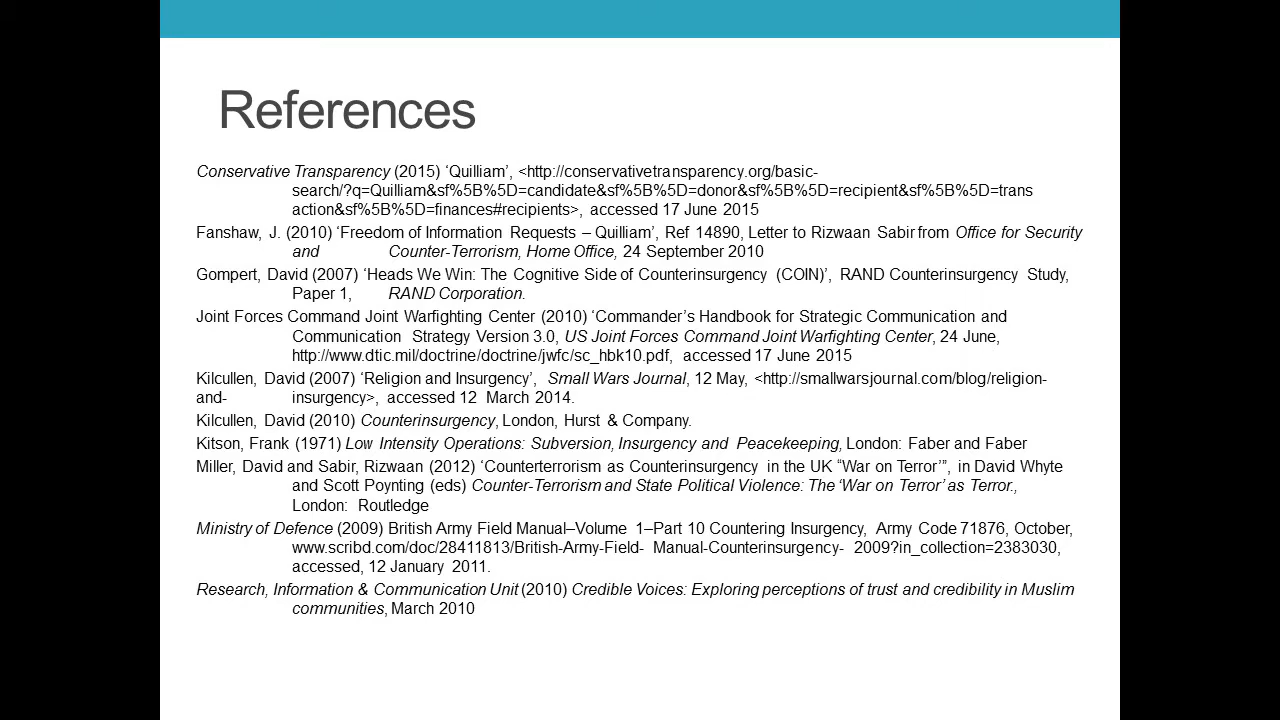 References
Conservative Transparency (2015) ‘Quilliam’, <http://conservativetransparency.org/basic-
search/?q=Quilliam&sf%5B%5D=candidate&sf%5B%5D=donor&sf%5B%5D=recipient&sf%5B%5D=trans
action&sf%5B%5D=finances#recipients>, accessed 17 June 2015
Fanshaw, J. (2010) ‘Freedom of Information Requests – Quilliam’, Ref 14890, Letter to Rizwaan Sabir from Office for Security
and Counter-Terrorism, Home Office, 24 September 2010
Gompert, David (2007) ‘Heads We Win: The Cognitive Side of Counterinsurgency (COIN)’, RAND Counterinsurgency Study,
Paper 1, RAND Corporation.
Joint Forces Command Joint Warfighting Center (2010) ‘Commander’s Handbook for Strategic Communication and
Communication Strategy Version 3.0, US Joint Forces Command Joint Warfighting Center, 24 June,
http://www.dtic.mil/doctrine/doctrine/jwfc/sc_hbk10.pdf, accessed 17 June 2015
Kilcullen, David (2007) ‘Religion and Insurgency’, Small Wars Journal, 12 May, <http://smallwarsjournal.com/blog/religion-
and- insurgency>, accessed 12 March 2014.
Kilcullen, David (2010) Counterinsurgency, London, Hurst & Company.
Kitson, Frank (1971) Low Intensity Operations: Subversion, Insurgency and Peacekeeping, London: Faber and Faber
Miller, David and Sabir, Rizwaan (2012) ‘Counterterrorism as Counterinsurgency in the UK “War on Terror’”, in David Whyte
and Scott Poynting (eds) Counter-Terrorism and State Political Violence: The ‘War on Terror’ as Terror.,
London: Routledge
Ministry of Defence (2009) British Army Field Manual–Volume 1–Part 10 Countering Insurgency, Army Code 71876, October,
www.scribd.com/doc/28411813/British-Army-Field- Manual-Counterinsurgency- 2009?in_collection=2383030,
accessed, 12 January 2011.
Research, Information & Communication Unit (2010) Credible Voices: Exploring perceptions of trust and credibility in Muslim
communities, March 2010